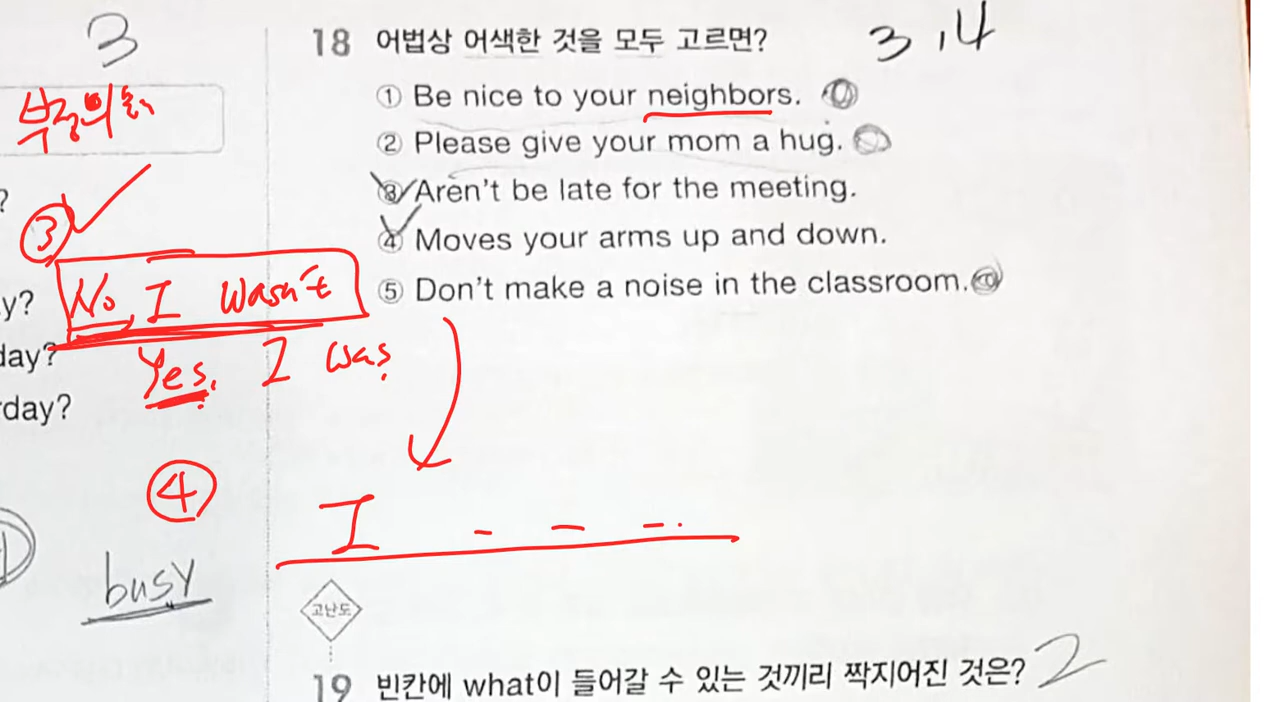 3
부정의문
?
③
y?
No, I wasn't
day?
Yes, I was
rday?
④
busy
18 어법상 어색한 것을 모두 고르면? 3, 4
① Be nice to your neighbors.
② Please give your mom a hug.
③ Aren't be late for the meeting.
④ Moves your arms up and down.
⑤ Don't make a noise in the classroom.
I _ _ _.
고난도
19 빈칸에 what이 들어갈 수 있는 것끼리 짝지어진 것은? 2